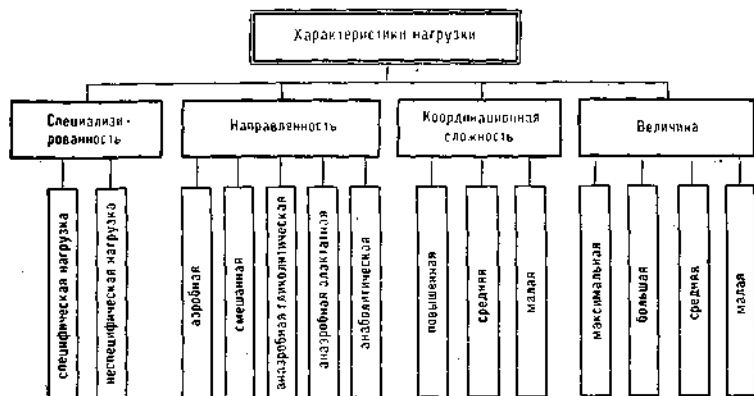 Характеристики нагрузки
Специализи-
рованность
Направленность
Координационная
сложность
Величина
специфическая нагрузка
неспецифическая нагрузка
аэробная
смешанная
анаэробная гликолитическая
анаэробная алактатная
анаболитическая
повышенная
средняя
малая
максимальная
большая
средняя
малая